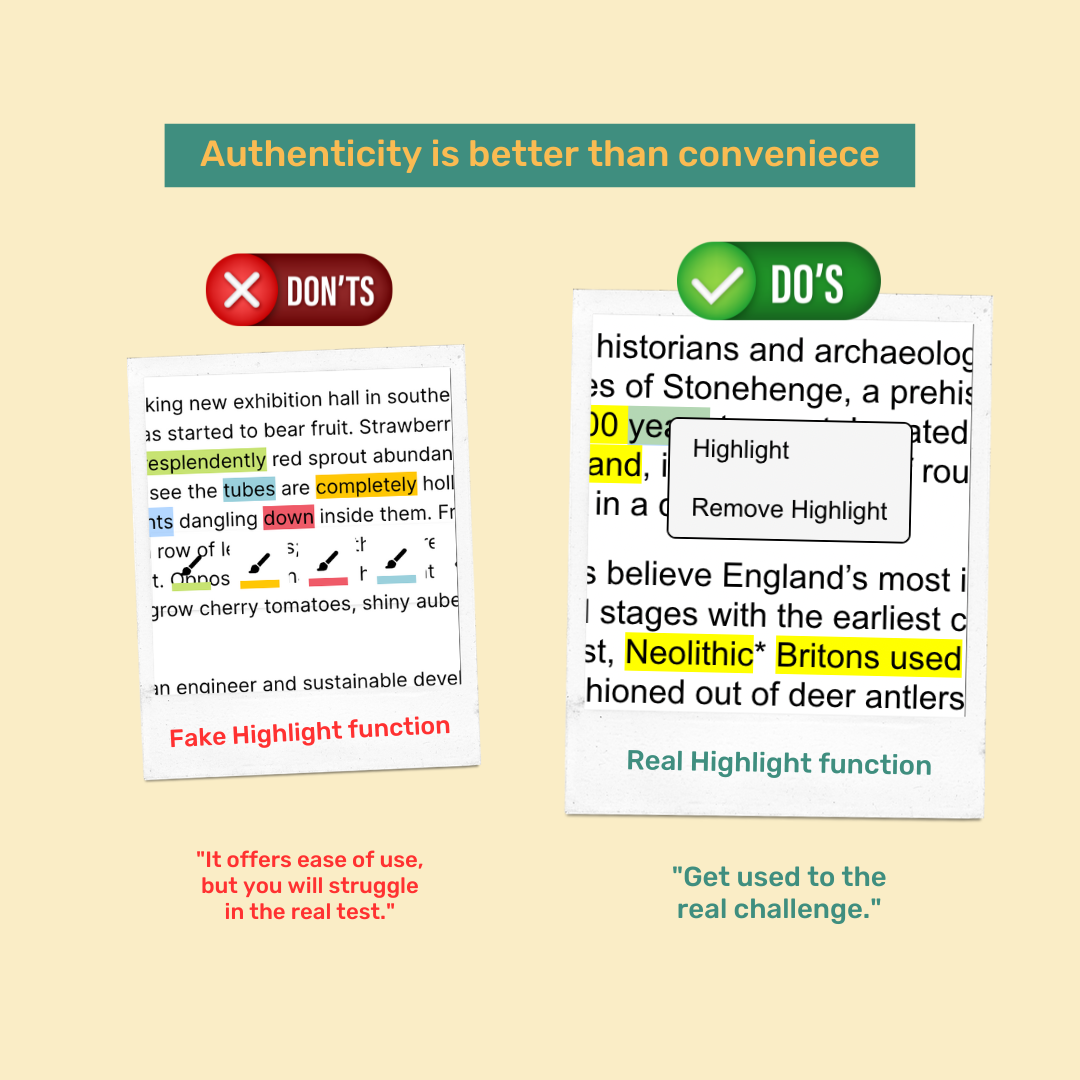 Authenticity is better than conveniece
DON'TS
DO'S
king new exhibition hall in southe
as started to bear fruit. Strawberr
esplendently red sprout abundan
see the tubes are completely holl
nts dangling down inside them. Fr
row of le s; th re
t. Oppos n h t
grow cherry tomatoes, shiny aube
an engineer and sustainable devel
Fake Highlight function
"It offers ease of use,
but you will struggle
in the real test."
historians and archaeolog
es of Stonehenge, a prehis
00 yea ated
and, i rou
in a c
Highlight
Remove Highlight
s believe England's most i
l stages with the earliest c
st, Neolithic* Britons used
hioned out of deer antlers
Real Highlight function
"Get used to the
real challenge."